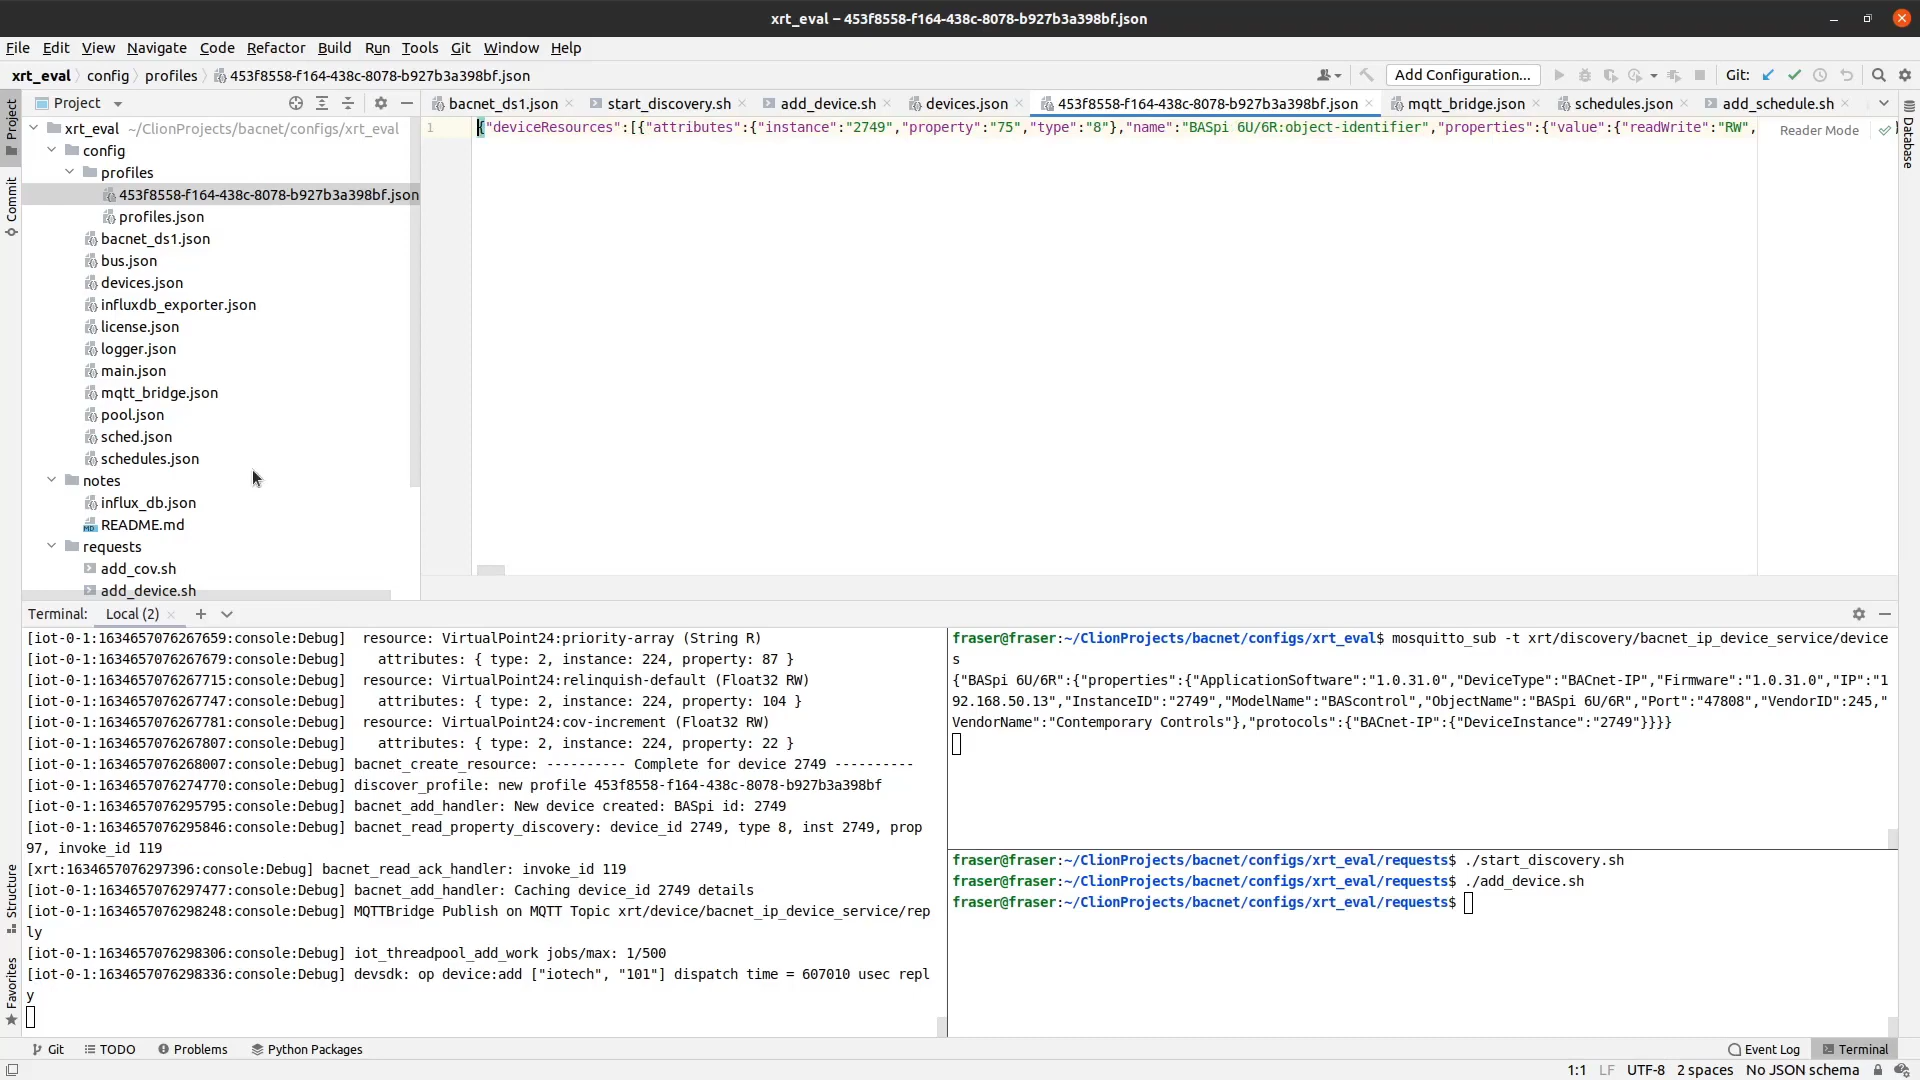 xrt_eval – 453f8558-f164-438c-8078-b927b3a398bf.json
File Edit View Navigate Code Refactor Build Run Tools Git Window Help
xrt_eval config profiles 453f8558-f164-438c-8078-b927b3a398bf.json
Add Configuration... Git:
Project
bacnet_ds1.json start_discovery.sh add_device.sh devices.json 453f8558-f164-438c-8078-b927b3a398bf.json mqtt_bridge.json schedules.json add_schedule.sh
Project
Commit
Structure
Favorites
Database
xrt_eval ~/ClionProjects/bacnet/configs/xrt_eval
config
profiles
453f8558-f164-438c-8078-b927b3a398bf.json
profiles.json
bacnet_ds1.json
bus.json
devices.json
influxdb_exporter.json
license.json
logger.json
main.json
mqtt_bridge.json
pool.json
sched.json
schedules.json
notes
influx_db.json
README.md
requests
add_cov.sh
add_device.sh
1
{"deviceResources":[{"attributes":{"instance":"2749","property":"75","type":"8"},"name":"BASpi 6U/6R:object-identifier","properties":{"value":{"readWrite":"RW",
Reader Mode
Terminal: Local (2)
[iot-0-1:1634657076267659:console:Debug]  resource: VirtualPoint24:priority-array (String R)
[iot-0-1:1634657076267679:console:Debug]    attributes: { type: 2, instance: 224, property: 87 }
[iot-0-1:1634657076267715:console:Debug]  resource: VirtualPoint24:relinquish-default (Float32 RW)
[iot-0-1:1634657076267747:console:Debug]    attributes: { type: 2, instance: 224, property: 104 }
[iot-0-1:1634657076267781:console:Debug]  resource: VirtualPoint24:cov-increment (Float32 RW)
[iot-0-1:1634657076267807:console:Debug]    attributes: { type: 2, instance: 224, property: 22 }
[iot-0-1:1634657076268007:console:Debug] bacnet_create_resource: ---------- Complete for device 2749 ----------
[iot-0-1:1634657076274770:console:Debug] discover_profile: new profile 453f8558-f164-438c-8078-b927b3a398bf
[iot-0-1:1634657076295795:console:Debug] bacnet_add_handler: New device created: BASpi id: 2749
[iot-0-1:1634657076295846:console:Debug] bacnet_read_property_discovery: device_id 2749, type 8, inst 2749, prop
97, invoke_id 119
[xrt:1634657076297396:console:Debug] bacnet_read_ack_handler: invoke_id 119
[iot-0-1:1634657076297477:console:Debug] bacnet_add_handler: Caching device_id 2749 details
[iot-0-1:1634657076298248:console:Debug] MQTTBridge Publish on MQTT Topic xrt/device/bacnet_ip_device_service/rep
ly
[iot-0-1:1634657076298306:console:Debug] iot_threadpool_add_work jobs/max: 1/500
[iot-0-1:1634657076298336:console:Debug] devsdk: op device:add ["iotech", "101"] dispatch time = 607010 usec repl
y
fraser@fraser:~/ClionProjects/bacnet/configs/xrt_eval$ mosquitto_sub -t xrt/discovery/bacnet_ip_device_service/device
s
{"BASpi 6U/6R":{"properties":{"ApplicationSoftware":"1.0.31.0","DeviceType":"BACnet-IP","Firmware":"1.0.31.0","IP":"1
92.168.50.13","InstanceID":"2749","ModelName":"BAScontrol","ObjectName":"BASpi 6U/6R","Port":"47808","VendorID":245,"
VendorName":"Contemporary Controls"},"protocols":{"BACnet-IP":{"DeviceInstance":"2749"}}}}
fraser@fraser:~/ClionProjects/bacnet/configs/xrt_eval/requests$ ./start_discovery.sh
fraser@fraser:~/ClionProjects/bacnet/configs/xrt_eval/requests$ ./add_device.sh
fraser@fraser:~/ClionProjects/bacnet/configs/xrt_eval/requests$
Git TODO Problems Python Packages Event Log Terminal
1:1 LF UTF-8 2 spaces No JSON schema